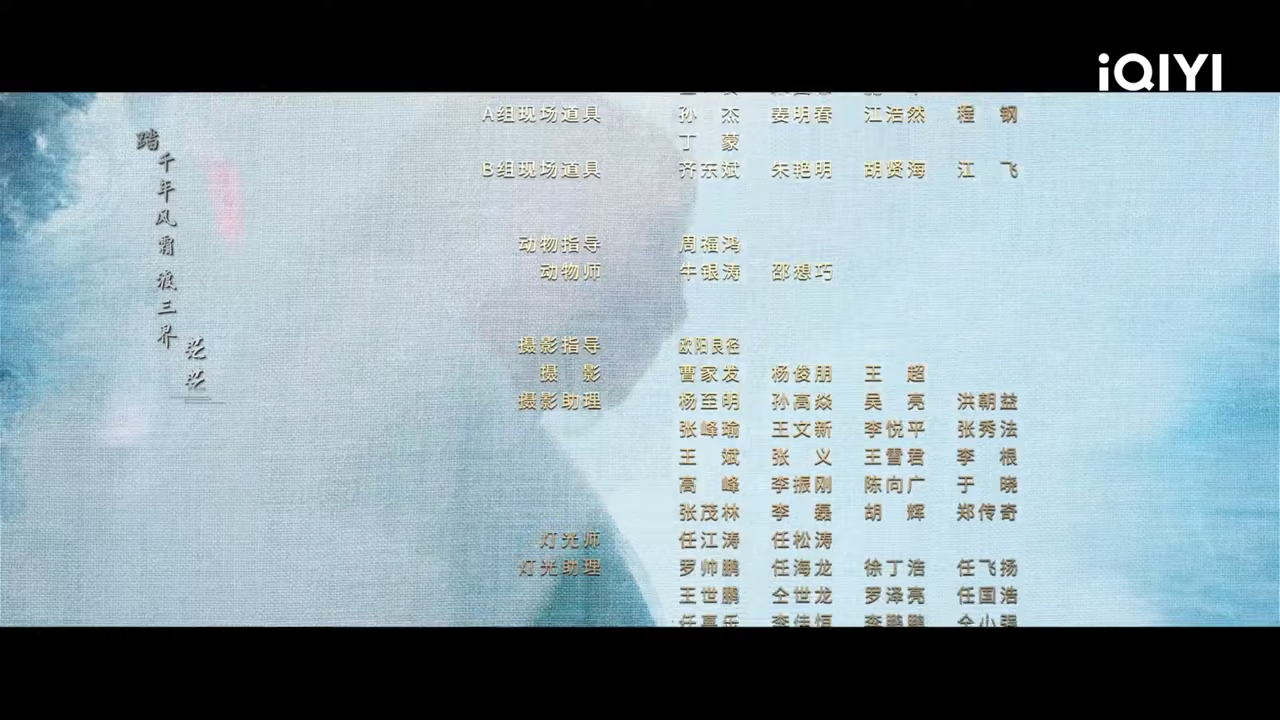 iQIYI
踏千年风霜渡三界
茫茫
A组现场道具 孙 杰 姜明春 江浩然 程 钢
丁 蒙
B组现场道具 齐东斌 朱艳明 胡贤海 江 飞
动物指导 周福鸿
动物师 牛银涛 邵想巧
摄影指导 欧阳良径
摄 影 曹家发 杨俊朋 王 超
摄影助理 杨至明 孙高焱 吴 亮 洪朝益
张峰瑜 王文新 李悦平 张秀法
王 斌 张 义 王雪君 李 根
高 峰 李振刚 陈向广 于 晓
张茂林 李 磊 胡 辉 郑传奇
灯光师 任江涛 任松涛
灯光助理 罗帅鹏 任海龙 徐丁浩 任飞扬
王世鹏 仝世龙 罗泽亮 任国浩